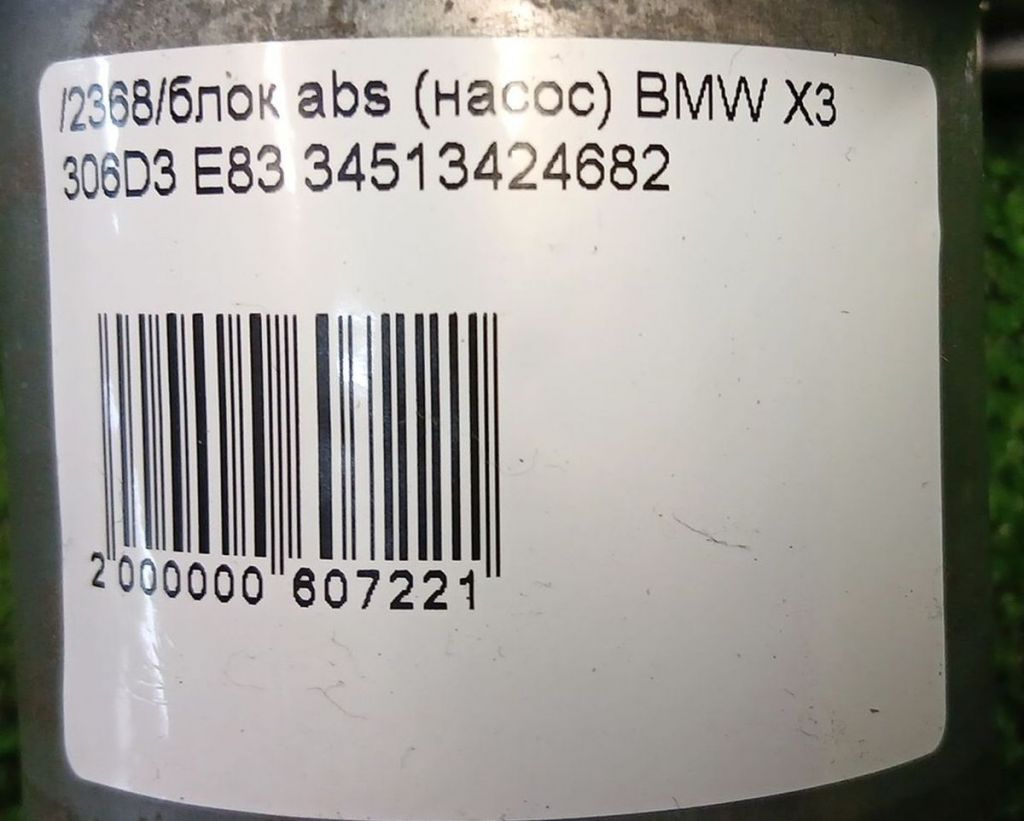 /2368/блок abs (насос) BMW X3
306D3 E83 34513424682
2 000000 607221